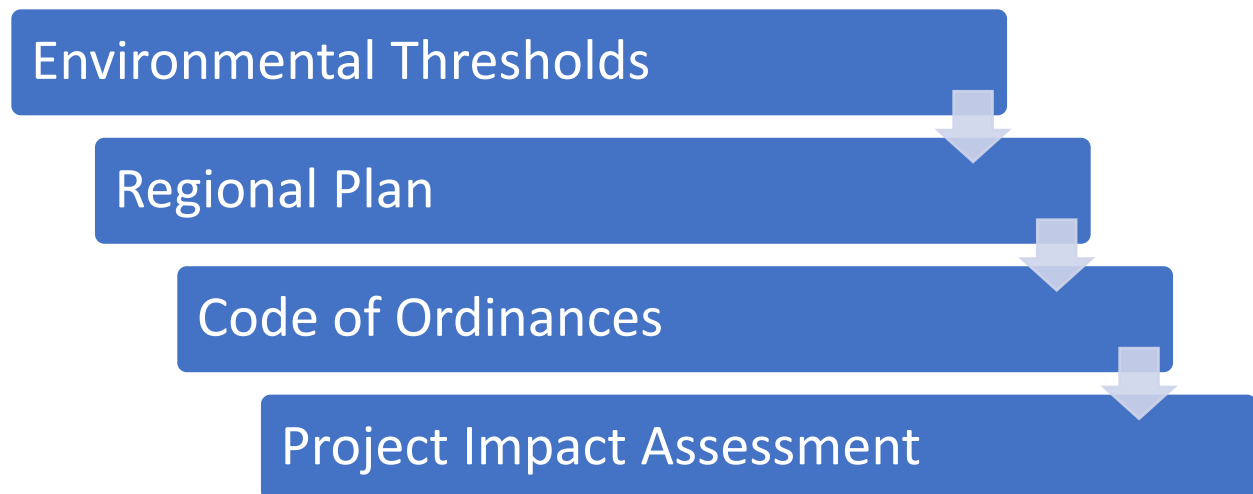 Environmental Thresholds
Regional Plan
Code of Ordinances
Project Impact Assessment